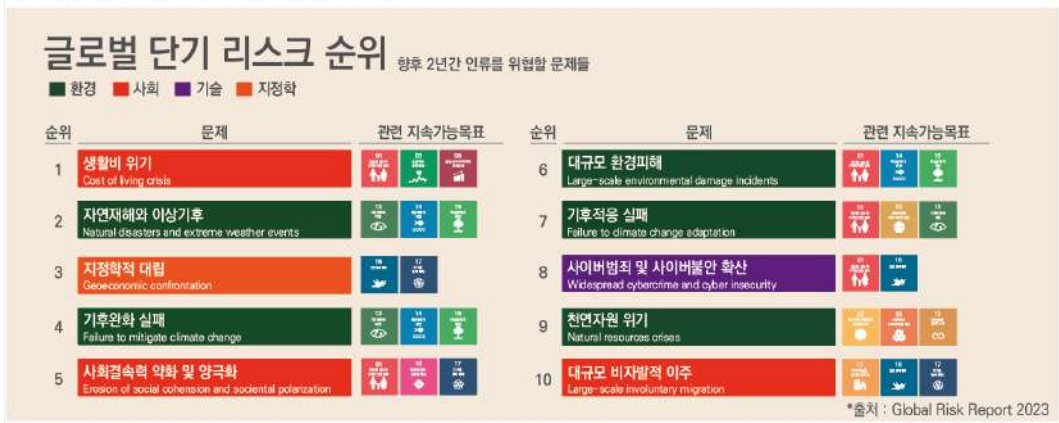 글로벌 단기 리스크 순위 향후 2년간 인류를 위협할 문제들
환경 사회 기술 지정학
순위 문제 관련 지속가능목표
1 생활비 위기
Cost of living crisis
2 자연재해와 이상기후
Natural disasters and extreme weather events
3 지정학적 대립
Geoeconomic confrontation
4 기후완화 실패
Failure to mitigate climate change
5 사회결속력 약화 및 양극화
Erosion of social cohension and sociental polarization
순위 문제 관련 지속가능목표
6 대규모 환경피해
Large-scale environmental damage incidents
7 기후적응 실패
Failure to climate change adaptation
8 사이버범죄 및 사이버불안 확산
Widespread cybercrime and cyber insecurity
9 천연자원 위기
Natural resources crises
10 대규모 비자발적 이주
Large-scale involuntary migration
*출처 : Global Risk Report 2023